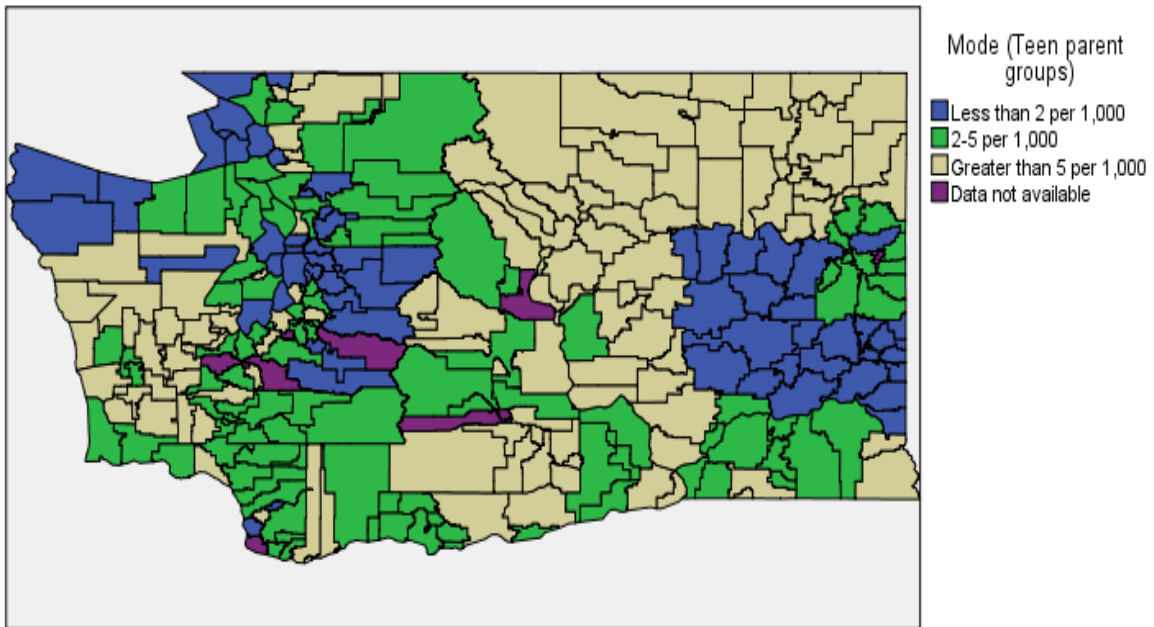 Mode (Teen parent
groups)
Less than 2 per 1,000
2-5 per 1,000
Greater than 5 per 1,000
Data not available